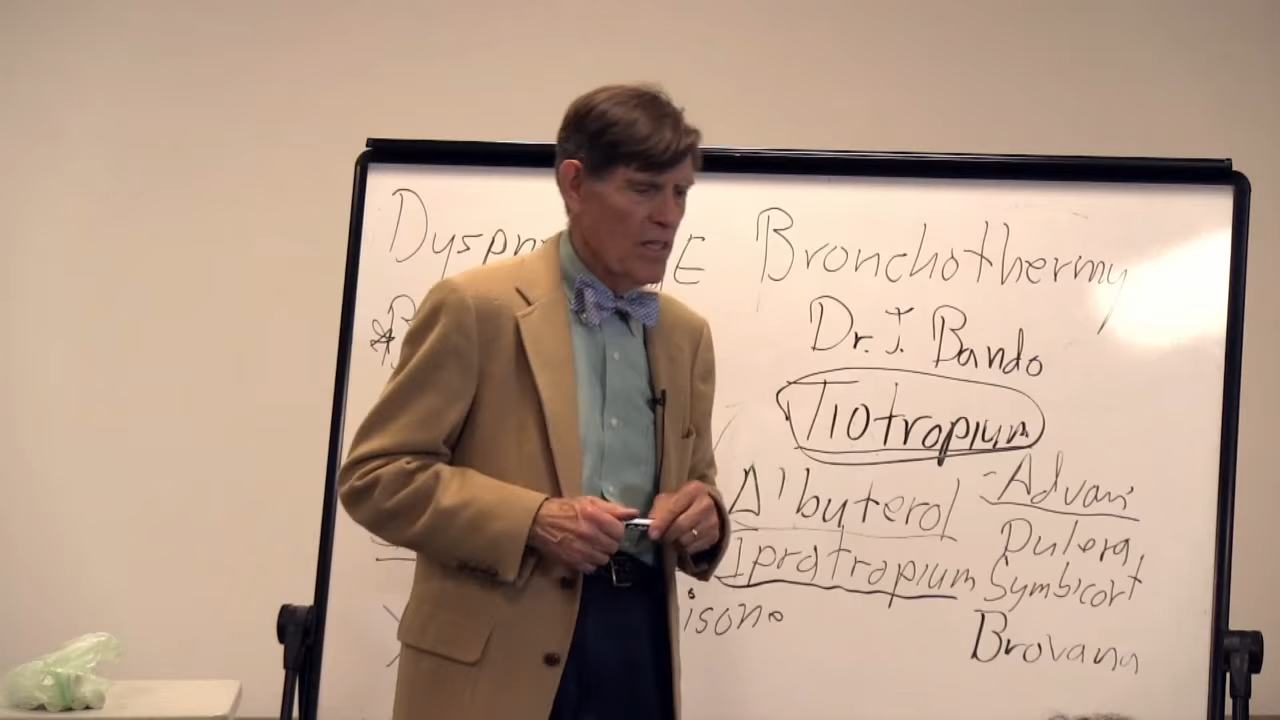 Dyspn E
Bronchothermy
Dr. J. Bando
Tiotropium
Albuterol
Ipratropium
isone
- Advair
Dulera,
Symbicort
Brovana